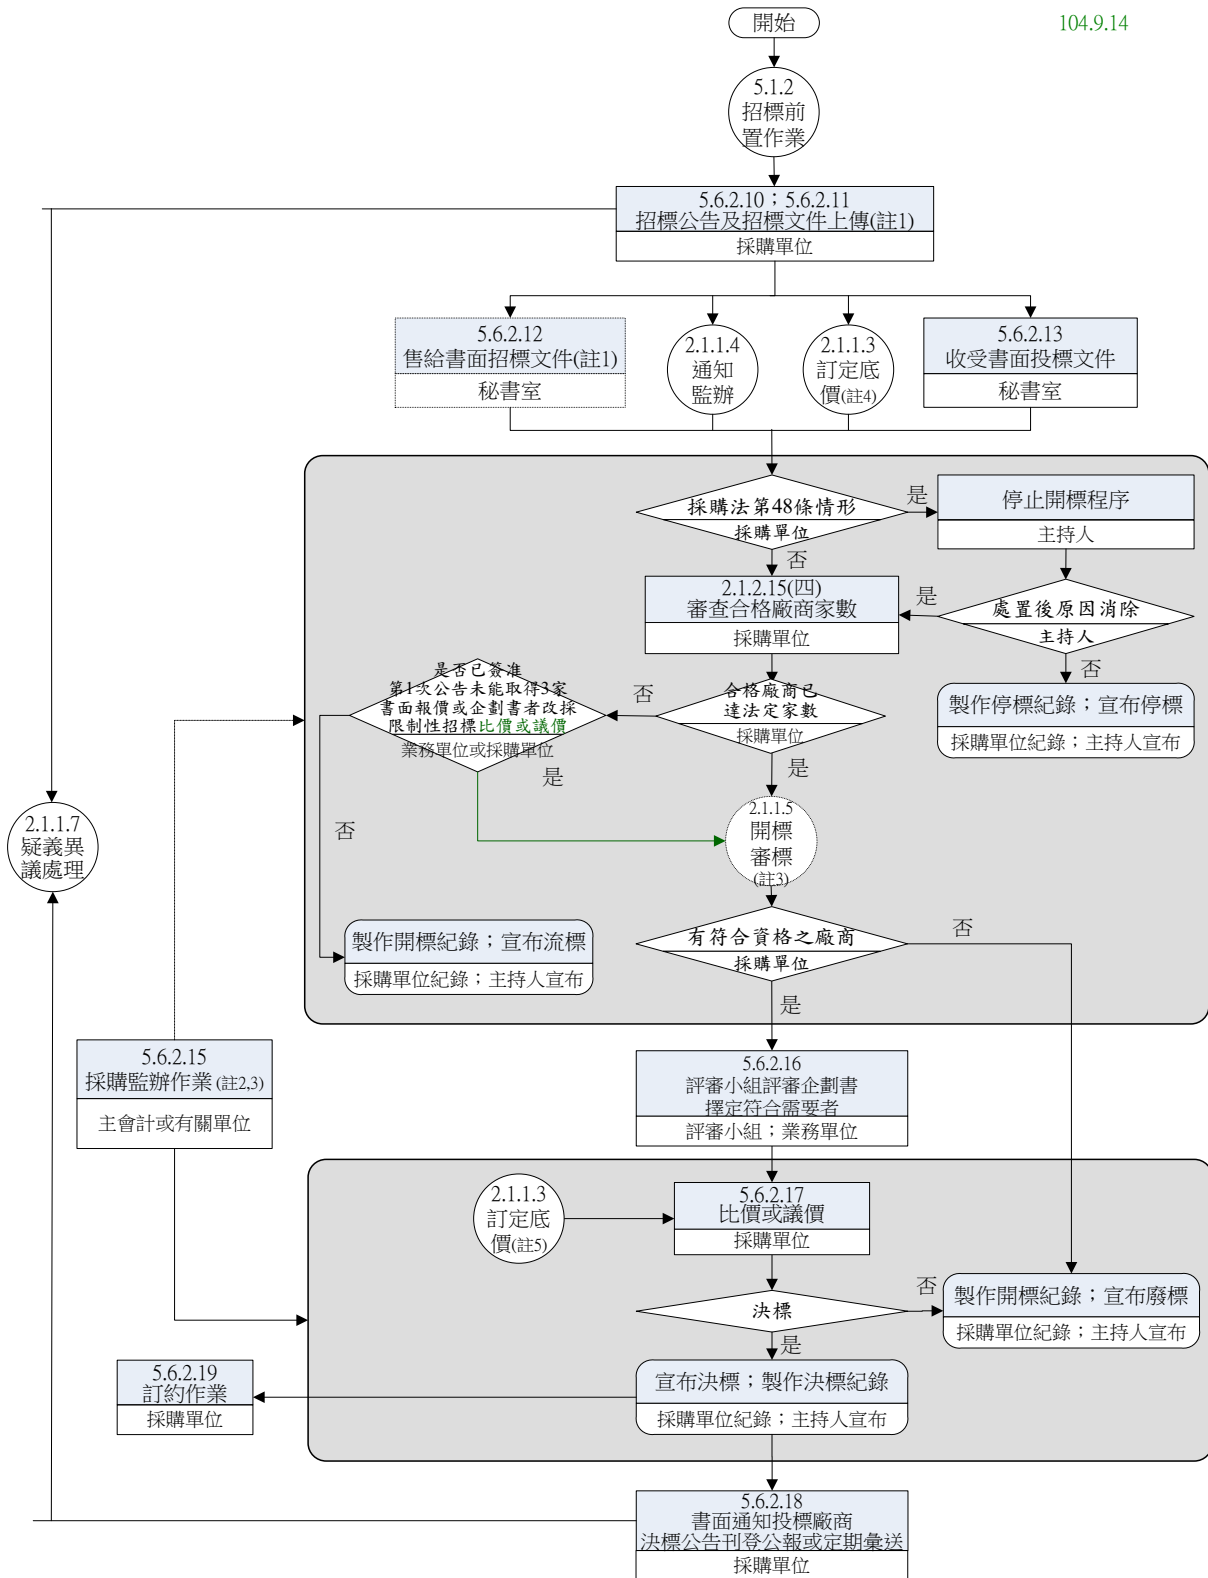 開始
104.9.14
5.1.2
招標前
置作業
5.6.2.10；5.6.2.11
招標公告及招標文件上傳(註1)
採購單位
5.6.2.12
售給書面招標文件(註1)
秘書室
2.1.1.4
通知
監辦
2.1.1.3
訂定底
價(註4)
5.6.2.13
收受書面投標文件
秘書室
採購法第48條情形
採購單位
是
否
停止開標程序
主持人
2.1.2.15(四)
審查合格廠商家數
採購單位
是
處置後原因消除
主持人
否
製作停標紀錄；宣布停標
採購單位紀錄；主持人宣布
是否已簽准
第1次公告未能取得3家
書面報價或企劃書者改採
限制性招標比價或議價
業務單位或採購單位
否
合格廠商已
達法定家數
採購單位
是
是
否
2.1.1.5
開標
審標
(註3)
2.1.1.7
疑義異
議處理
製作開標紀錄；宣布流標
採購單位紀錄；主持人宣布
有符合資格之廠商
採購單位
否
是
5.6.2.15
採購監辦作業(註2,3)
主會計或有關單位
5.6.2.16
評審小組評審企劃書
擇定符合需要者
評審小組；業務單位
2.1.1.3
訂定底
價(註5)
5.6.2.17
比價或議價
採購單位
決標
否
是
製作開標紀錄；宣布廢標
採購單位紀錄；主持人宣布
5.6.2.19
訂約作業
採購單位
宣布決標；製作決標紀錄
採購單位紀錄；主持人宣布
5.6.2.18
書面通知投標廠商
決標公告刊登公報或定期彙送
採購單位